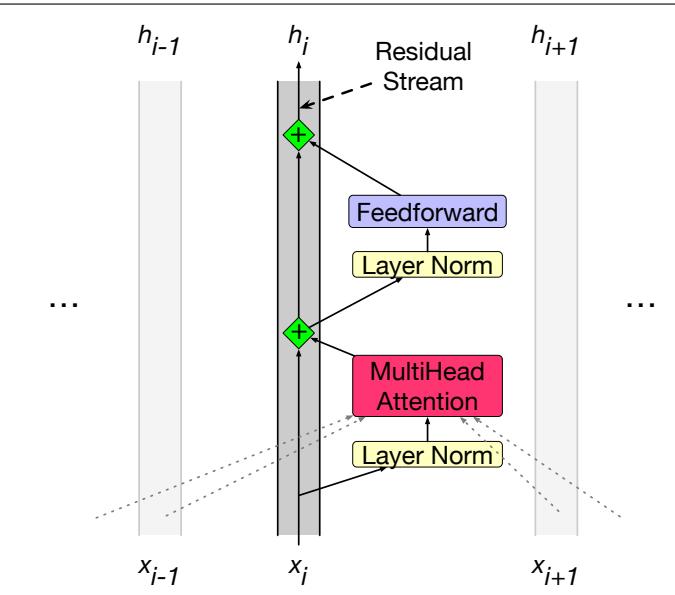 h_{i-1} h_i h_{i+1}
Residual
Stream
+
Feedforward
Layer Norm
... ...
+
MultiHead
Attention
Layer Norm
x_{i-1} x_i x_{i+1}